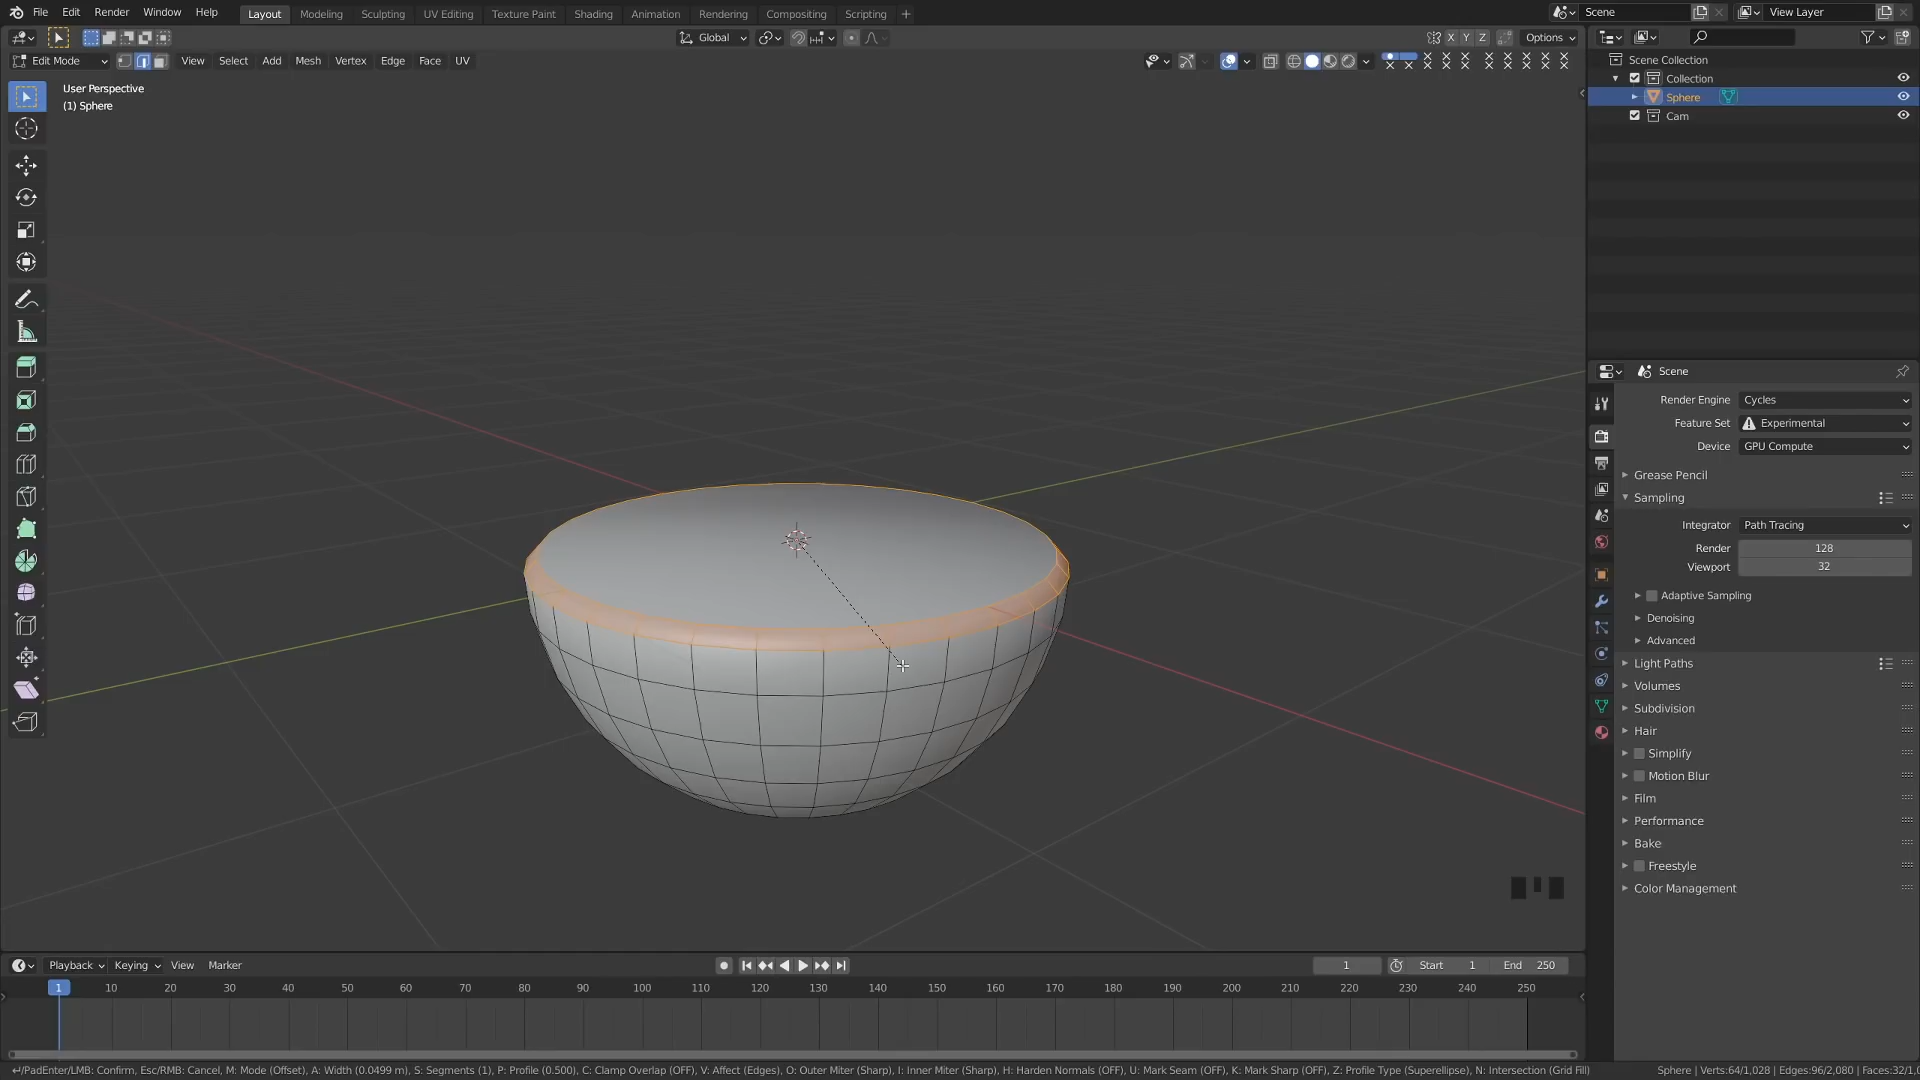 File Edit Render Window Help Layout Modeling Sculpting UV Editing Texture Paint Shading Animation Rendering Compositing Scripting + Scene View Layer
Global X Y Z Options
Edit Mode View Select Add Mesh Vertex Edge Face UV
User Perspective
(1) Sphere
Scene Collection
Collection
Sphere
Cam
Scene
Render Engine Cycles
Feature Set Experimental
Device GPU Compute
Grease Pencil
Sampling
Integrator Path Tracing
Render 128
Viewport 32
Adaptive Sampling
Denoising
Advanced
Light Paths
Volumes
Subdivision
Hair
Simplify
Motion Blur
Film
Performance
Bake
Freestyle
Color Management
Playback Keying View Marker 1 Start 1 End 250
1 10 20 30 40 50 60 70 80 90 100 110 120 130 140 150 160 170 180 190 200 210 220 230 240 250
↵/PadEnter/LMB: Confirm, Esc/RMB: Cancel, M: Mode (Offset), A: Width (0.0499 m), S: Segments (1), P: Profile (0.500), C: Clamp Overlap (OFF), V: Affect (Edges), O: Outer Miter (Sharp), I: Inner Miter (Sharp), H: Harden Normals (OFF), U: Mark Seam (OFF), K: Mark Sharp (OFF), Z: Profile Type (Superellipse), N: Intersection (Grid Fill) Sphere | Verts:64/1,028 | Edges:96/2,080 | Faces:32/1,0